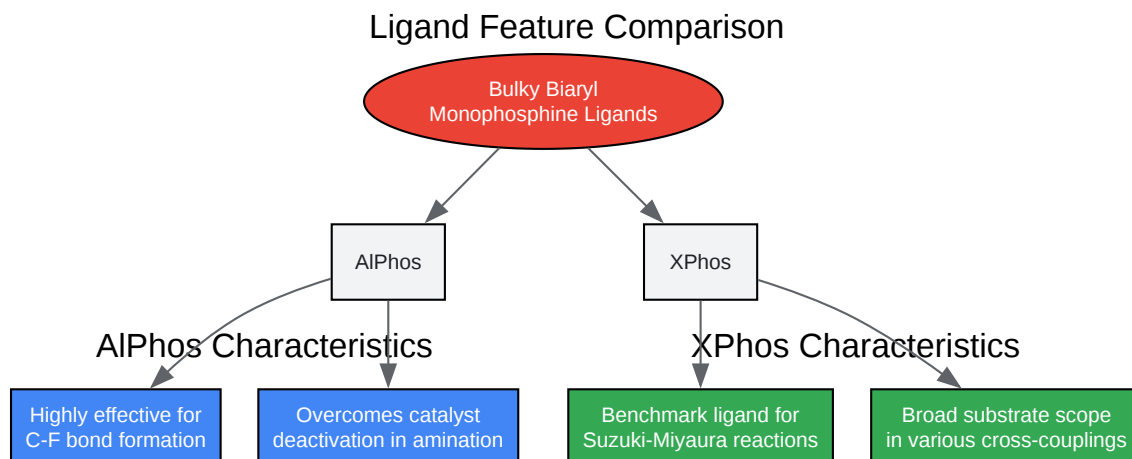 Ligand Feature Comparison
Bulky Biaryl
Monophosphine Ligands
AlPhos
XPhos
AlPhos Characteristics
XPhos Characteristics
Highly effective for
C-F bond formation
Overcomes catalyst
deactivation in amination
Benchmark ligand for
Suzuki-Miyaura reactions
Broad substrate scope
in various cross-couplings